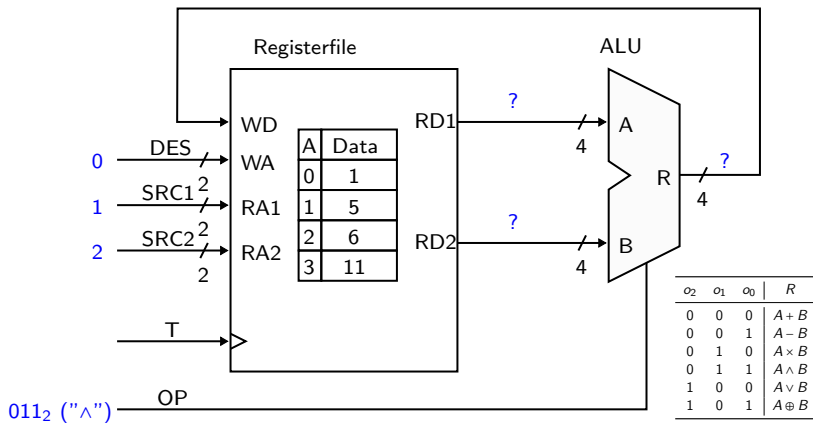 Registerfile
ALU
WD
DES
0
2
WA
SRC1
1
2
RA1
SRC2
2
2
RA2
T
OP
011₂ ("∧")
A Data
0 1
1 5
2 6
3 11
RD1
?
4
RD2
?
4
A
B
R
?
4
o₂ o₁ o₀ R
0 0 0 A + B
0 0 1 A − B
0 1 0 A × B
0 1 1 A ∧ B
1 0 0 A ∨ B
1 0 1 A ⊕ B